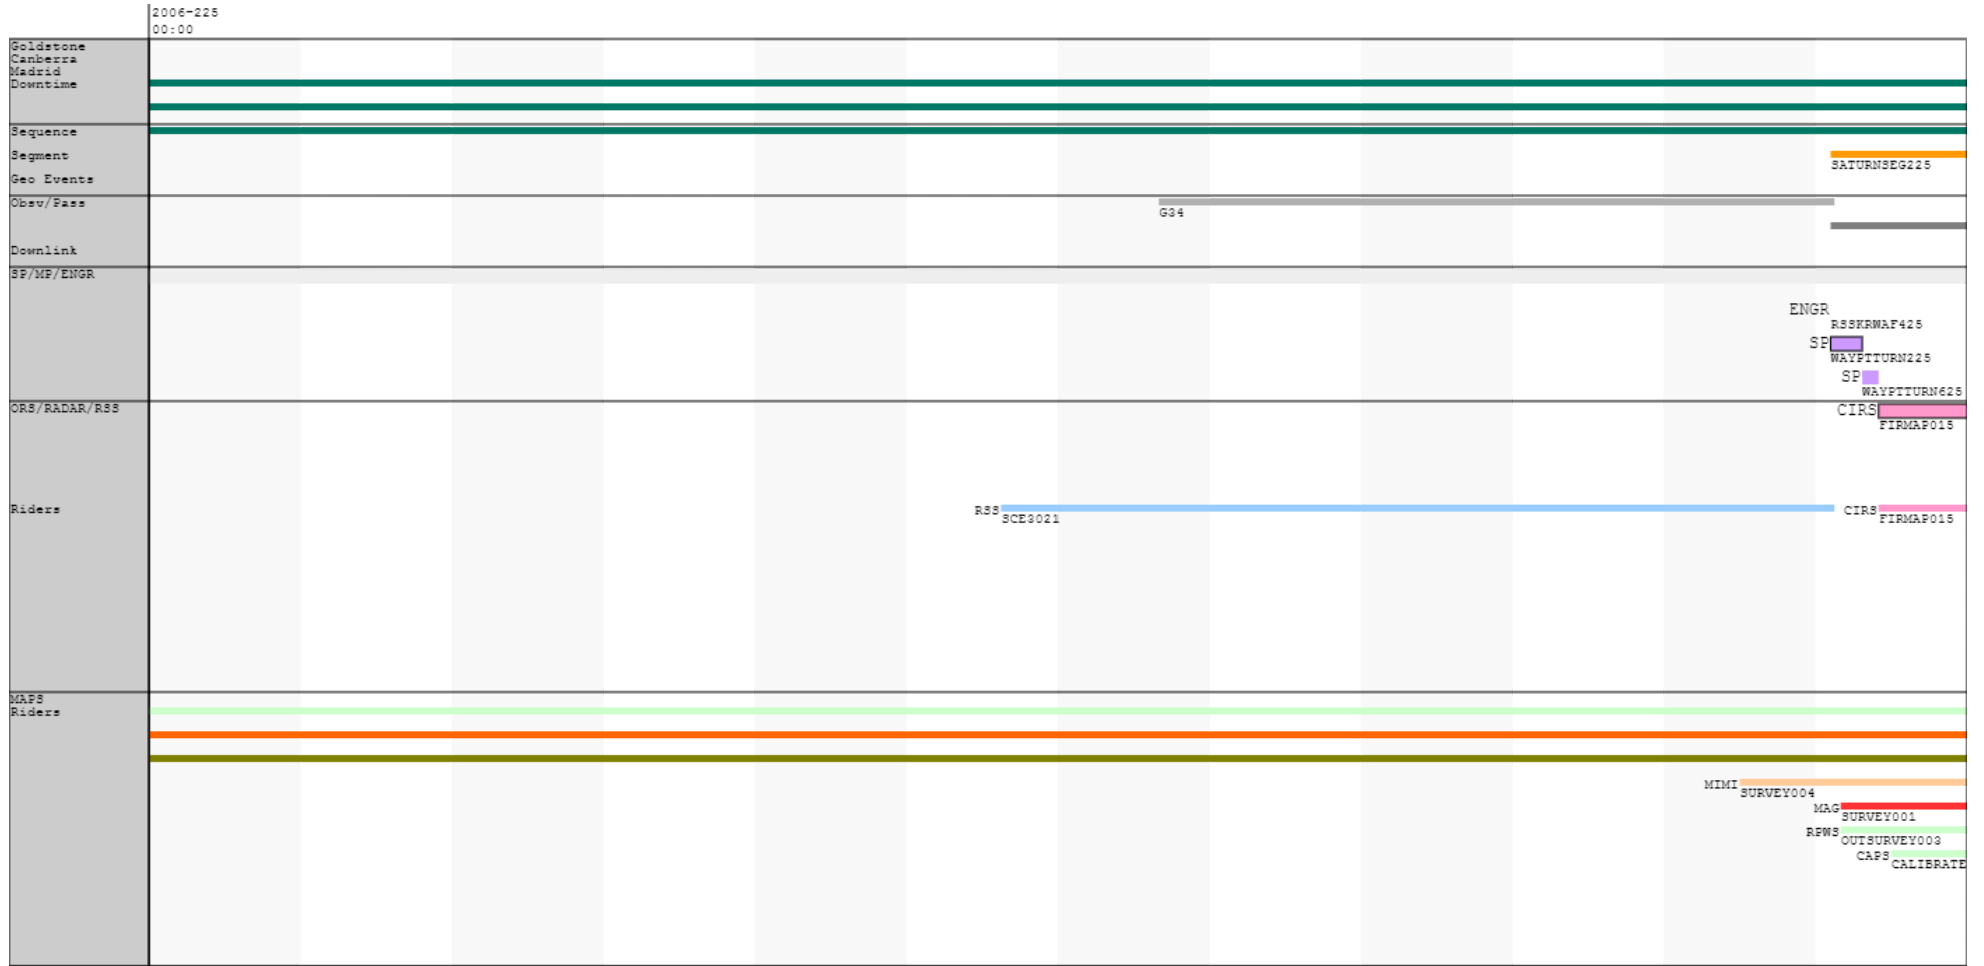 2006-225
00:00
Goldstone
Canberra
Madrid
Downtime
Sequence
Segment
SATURNSEG225
Geo Events
Obsv/Pass
G34
Downlink
SP/MP/ENGR
ENGR
RSSKRWAF425
SP
WAYPTTURN225
SP
WAYPTTURN625
ORS/RADAR/RSS
CIRS
FIRMAP015
Riders
RSS
SCE3021
CIRS
FIRMAP015
MAPS
Riders
MIMI
SURVEY004
MAG
SURVEY001
RPWS
OUTSURVEY003
CAPS
CALIBRATE